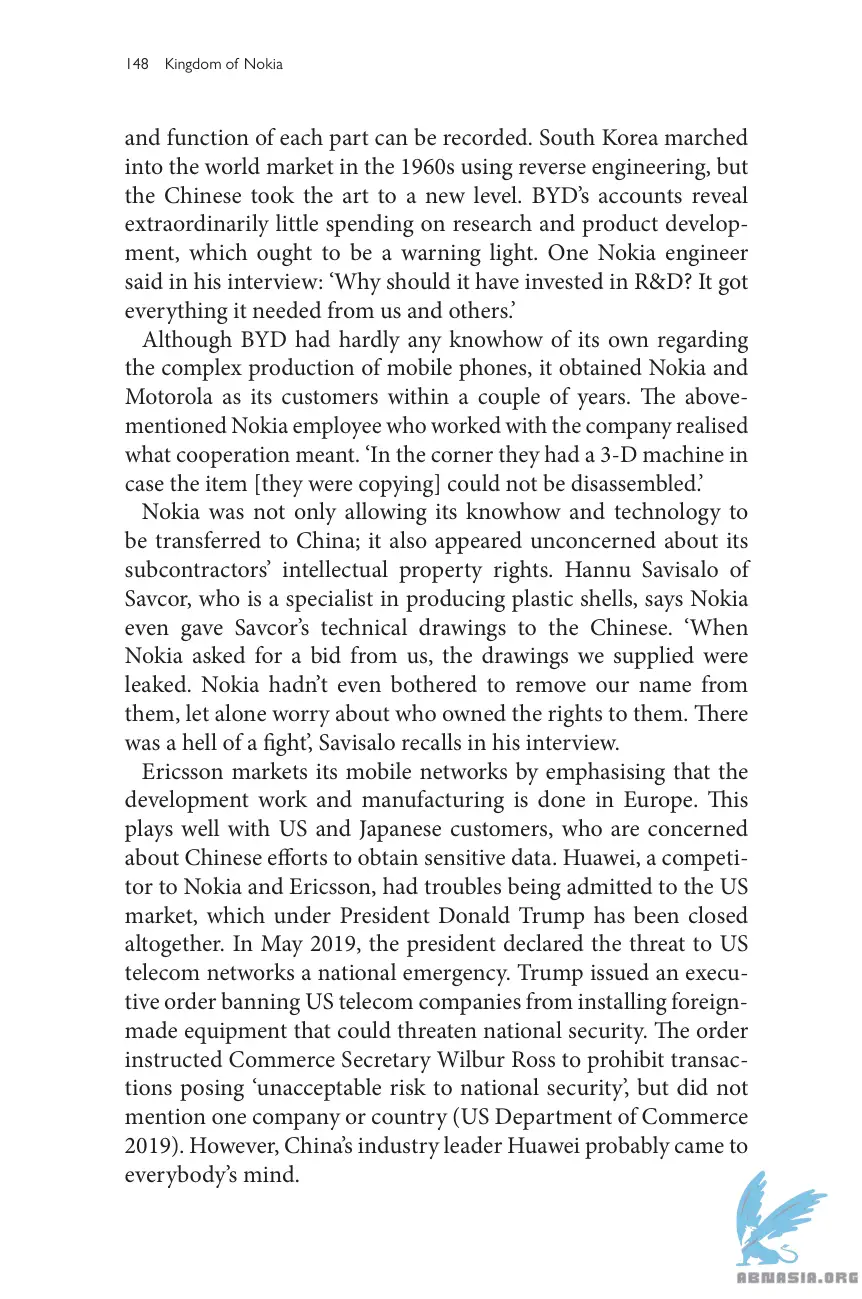 148 Kingdom of Nokia
and function of each part can be recorded. South Korea marched
into the world market in the 1960s using reverse engineering, but
the Chinese took the art to a new level. BYD’s accounts reveal
extraordinarily little spending on research and product develop-
ment, which ought to be a warning light. One Nokia engineer
said in his interview: ‘Why should it have invested in R&D? It got
everything it needed from us and others.’
Although BYD had hardly any knowhow of its own regarding
the complex production of mobile phones, it obtained Nokia and
Motorola as its customers within a couple of years. The above-
mentioned Nokia employee who worked with the company realised
what cooperation meant. ‘In the corner they had a 3-D machine in
case the item [they were copying] could not be disassembled.’
Nokia was not only allowing its knowhow and technology to
be transferred to China; it also appeared unconcerned about its
subcontractors’ intellectual property rights. Hannu Savisalo of
Savcor, who is a specialist in producing plastic shells, says Nokia
even gave Savcor’s technical drawings to the Chinese. ‘When
Nokia asked for a bid from us, the drawings we supplied were
leaked. Nokia hadn’t even bothered to remove our name from
them, let alone worry about who owned the rights to them. There
was a hell of a fight’, Savisalo recalls in his interview.
Ericsson markets its mobile networks by emphasising that the
development work and manufacturing is done in Europe. This
plays well with US and Japanese customers, who are concerned
about Chinese efforts to obtain sensitive data. Huawei, a competi-
tor to Nokia and Ericsson, had troubles being admitted to the US
market, which under President Donald Trump has been closed
altogether. In May 2019, the president declared the threat to US
telecom networks a national emergency. Trump issued an execu-
tive order banning US telecom companies from installing foreign-
made equipment that could threaten national security. The order
instructed Commerce Secretary Wilbur Ross to prohibit transac-
tions posing ‘unacceptable risk to national security’, but did not
mention one company or country (US Department of Commerce
2019). However, China’s industry leader Huawei probably came to
everybody’s mind.
ABNASIA.ORG